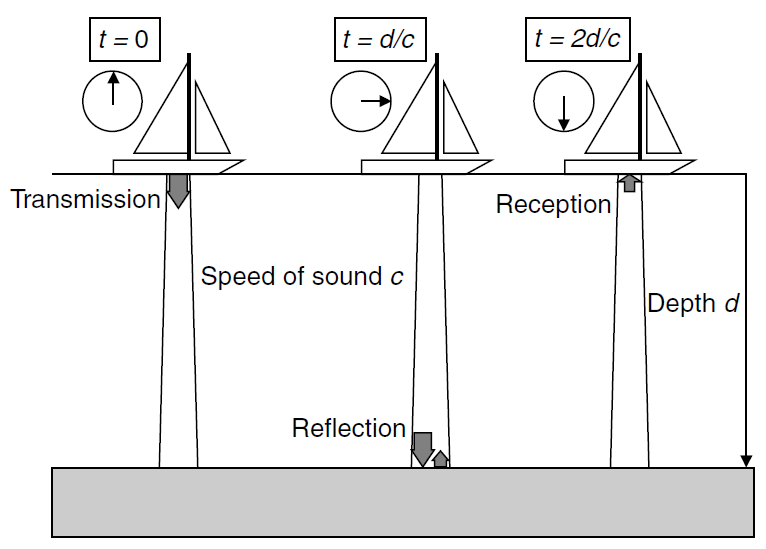 t = 0
t = d/c
t = 2d/c
Transmission
Reception
Speed of sound c
Depth d
Reflection